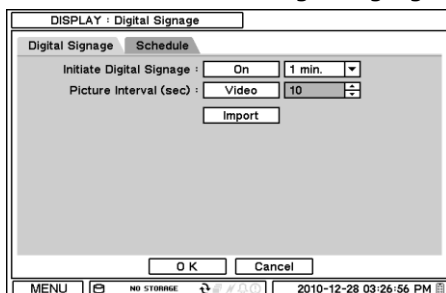 DISPLAY : Digital Signage
Digital Signage Schedule
Initiate Digital Signage : On 1 min.
Picture Interval (sec) : Video 10
Import
O K Cancel
MENU NO STORAGE 2010-12-28 03:26:56 PM